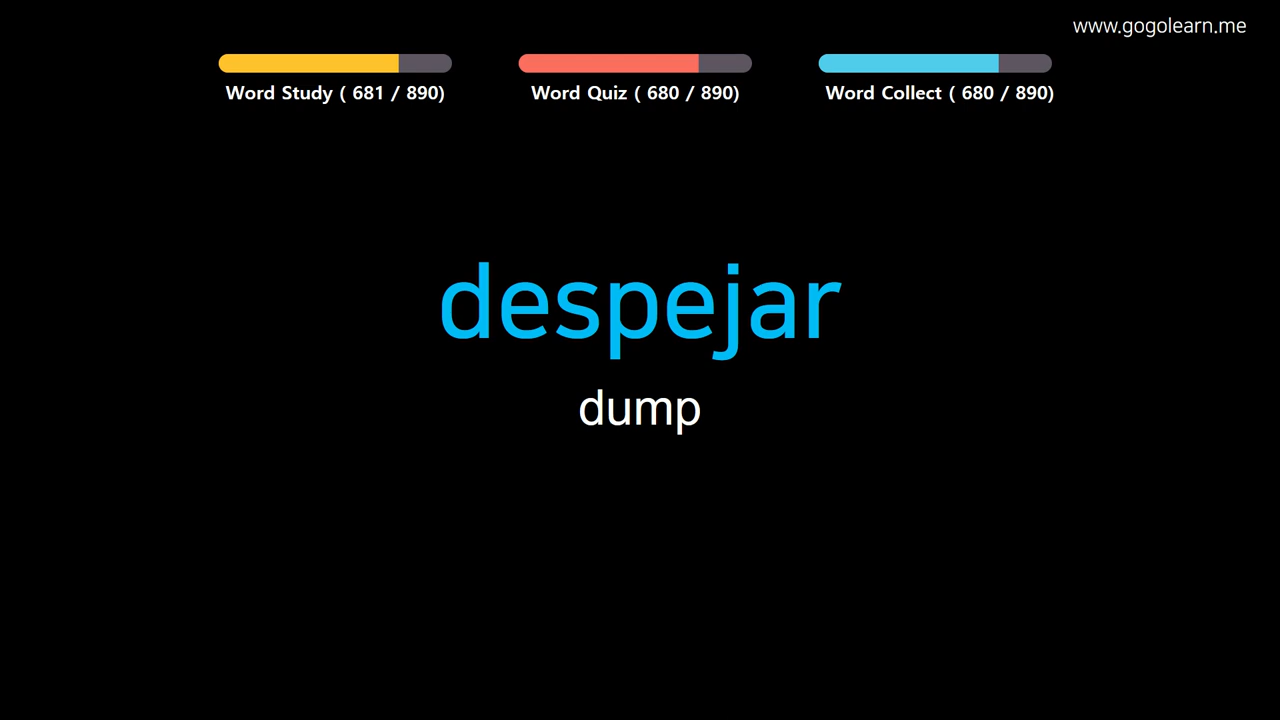 www.gogolearn.me
Word Study ( 681 / 890)
Word Quiz ( 680 / 890)
Word Collect ( 680 / 890)
despejar
dump